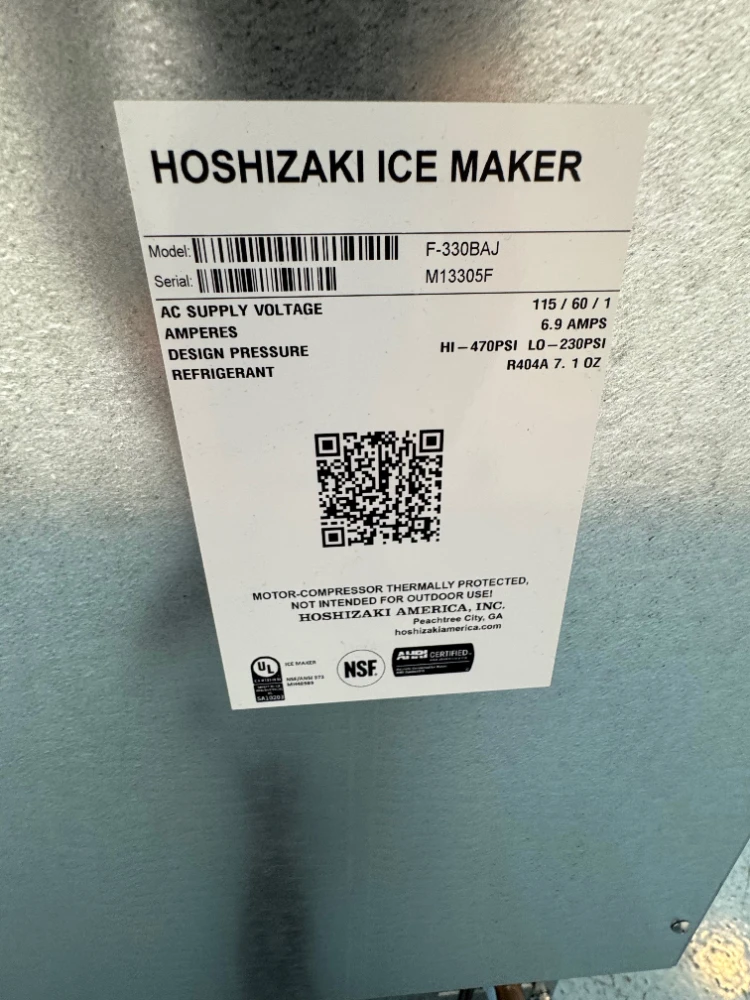 HOSHIZAKI ICE MAKER
Model: F-330BAJ
Serial: M13305F
AC SUPPLY VOLTAGE 115 / 60 / 1
AMPERES 6.9 AMPS
DESIGN PRESSURE HI-470PSI LO-230PSI
REFRIGERANT R404A 7. 1 OZ
MOTOR-COMPRESSOR THERMALLY PROTECTED,
NOT INTENDED FOR OUTDOOR USE!
HOSHIZAKI AMERICA, INC.
Peachtree City, GA
hoshizakiamerica.com
UL
ICE MAKER
NSF
AHRI CERTIFIED